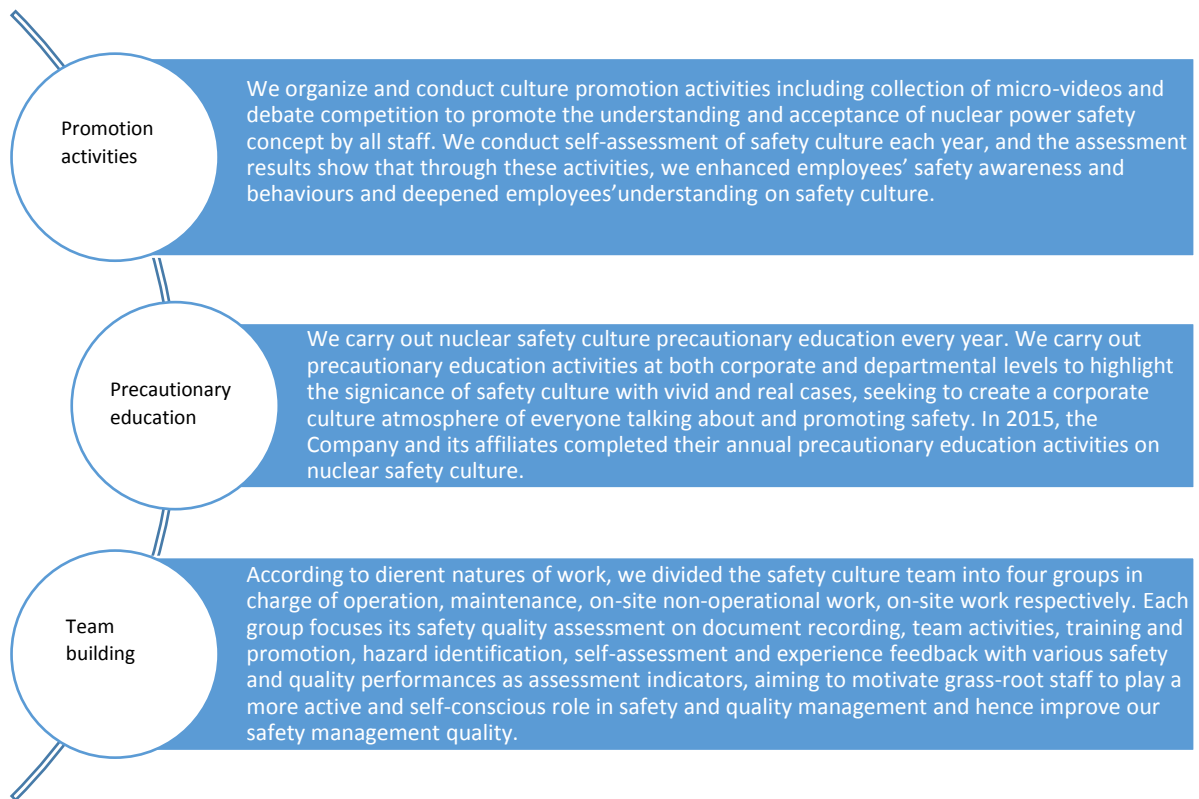 Promotion
activities
We organize and conduct culture promotion activities including collection of micro-videos and
debate competition to promote the understanding and acceptance of nuclear power safety
concept by all staff. We conduct self-assessment of safety culture each year, and the assessment
results show that through these activities, we enhanced employees’ safety awareness and
behaviours and deepened employees’understanding on safety culture.
Precautionary
education
We carry out nuclear safety culture precautionary education every year. We carry out
precautionary education activities at both corporate and departmental levels to highlight
the signicance of safety culture with vivid and real cases, seeking to create a corporate
culture atmosphere of everyone talking about and promoting safety. In 2015, the
Company and its affiliates completed their annual precautionary education activities on
nuclear safety culture.
Team
building
According to dierent natures of work, we divided the safety culture team into four groups in
charge of operation, maintenance, on-site non-operational work, on-site work respectively. Each
group focuses its safety quality assessment on document recording, team activities, training and
promotion, hazard identification, self-assessment and experience feedback with various safety
and quality performances as assessment indicators, aiming to motivate grass-root staff to play a
more active and self-conscious role in safety and quality management and hence improve our
safety management quality.